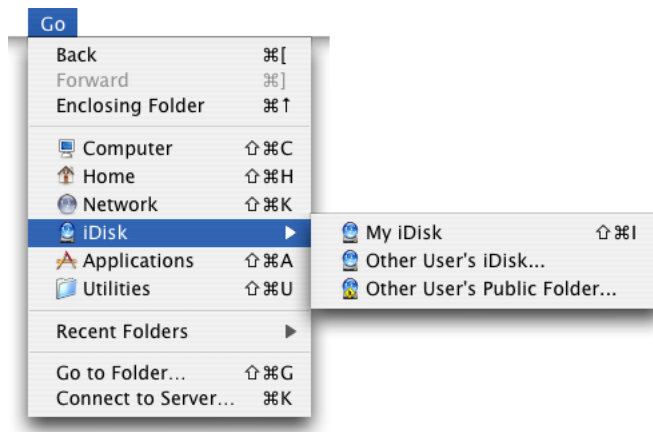 Go
Back ⌘[
Forward ⌘]
Enclosing Folder ⌘↑
Computer ⇧⌘C
Home ⇧⌘H
Network ⇧⌘K
iDisk
My iDisk ⇧⌘I
Other User's iDisk...
Other User's Public Folder...
Applications ⇧⌘A
Utilities ⇧⌘U
Recent Folders
Go to Folder... ⇧⌘G
Connect to Server... ⌘K